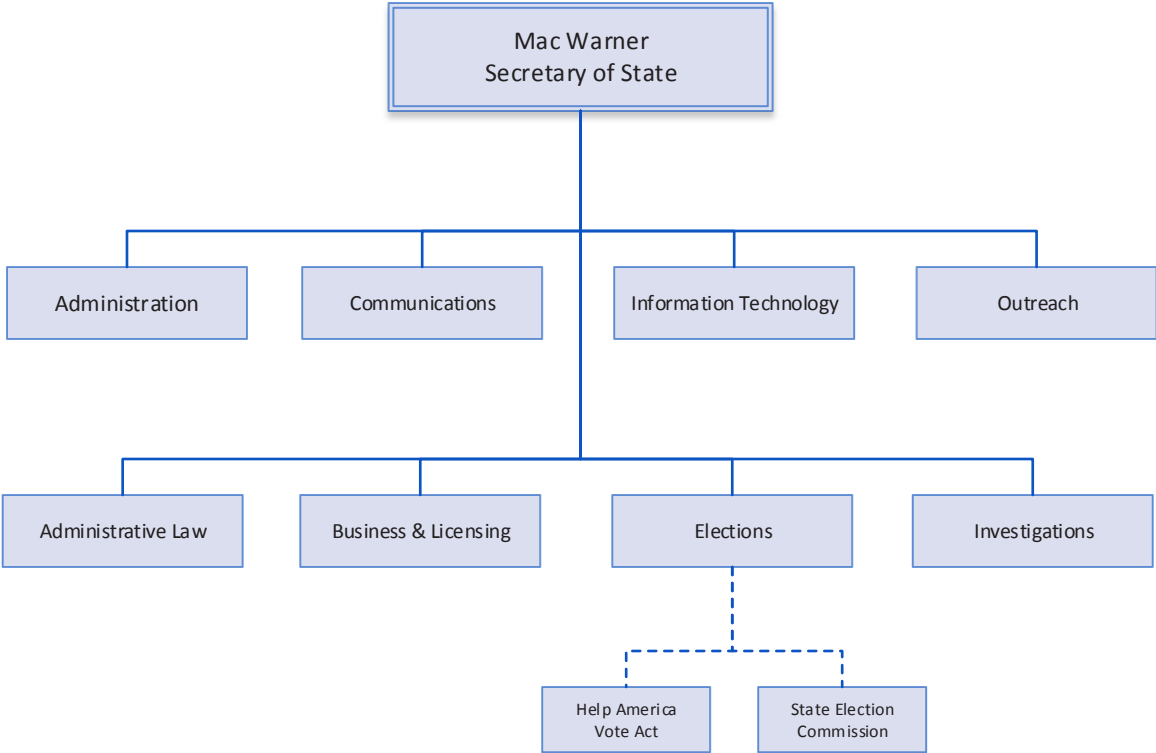 Mac Warner
Secretary of State
Administration
Communications
Information Technology
Outreach
Administrative Law
Business & Licensing
Elections
Investigations
Help America
Vote Act
State Election
Commission